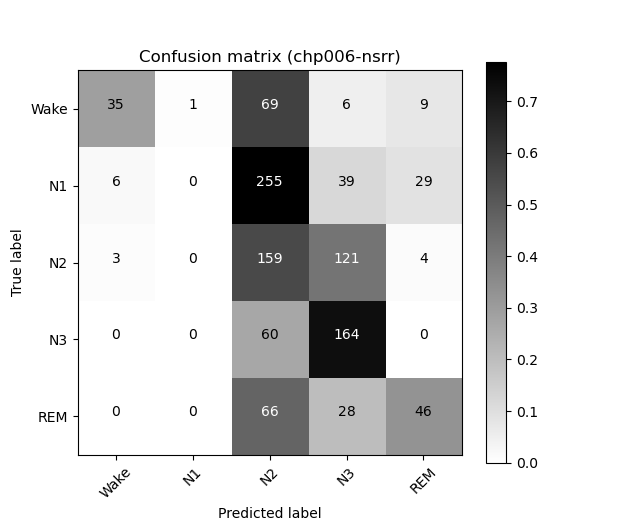 Confusion matrix (chp006-nsrr)
True label
Wake 35 1 69 6 9
N1 6 0 255 39 29
N2 3 0 159 121 4
N3 0 0 60 164 0
REM 0 0 66 28 46
Wake N1 N2 N3 REM
Predicted label
0.7
0.6
0.5
0.4
0.3
0.2
0.1
0.0